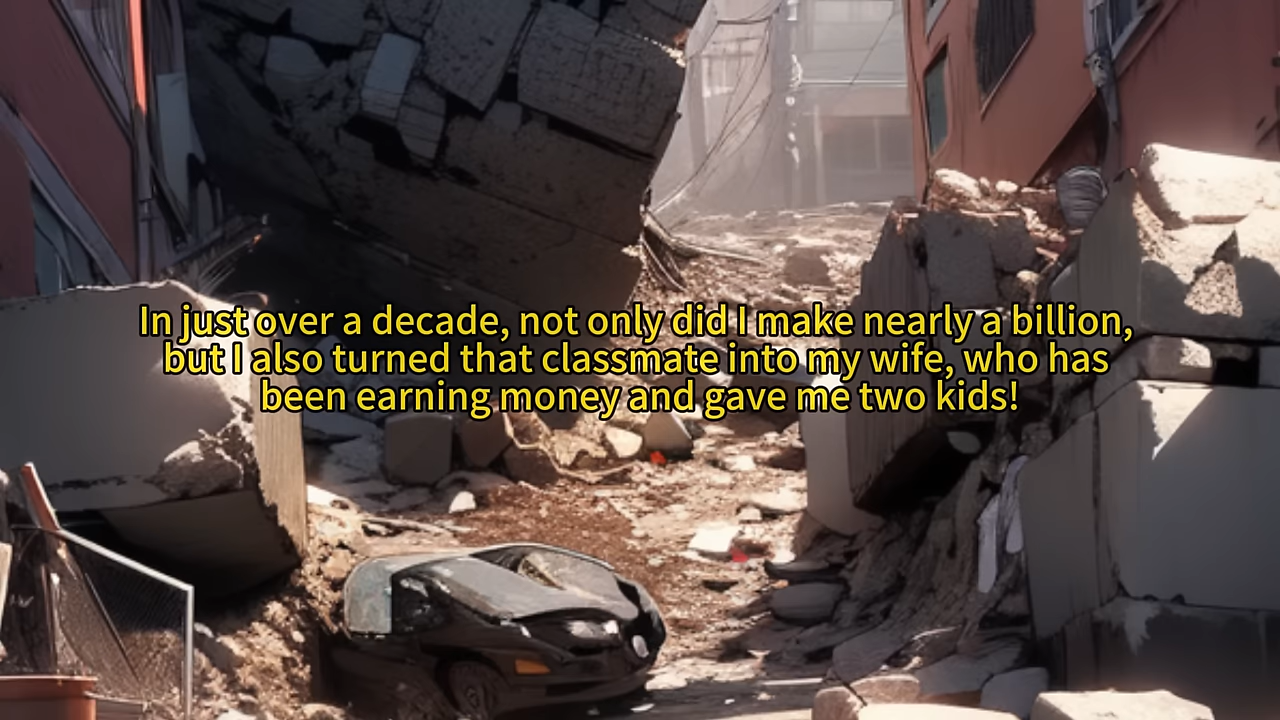 In just over a decade, not only did I make nearly a billion,
but I also turned that classmate into my wife, who has
been earning money and gave me two kids!